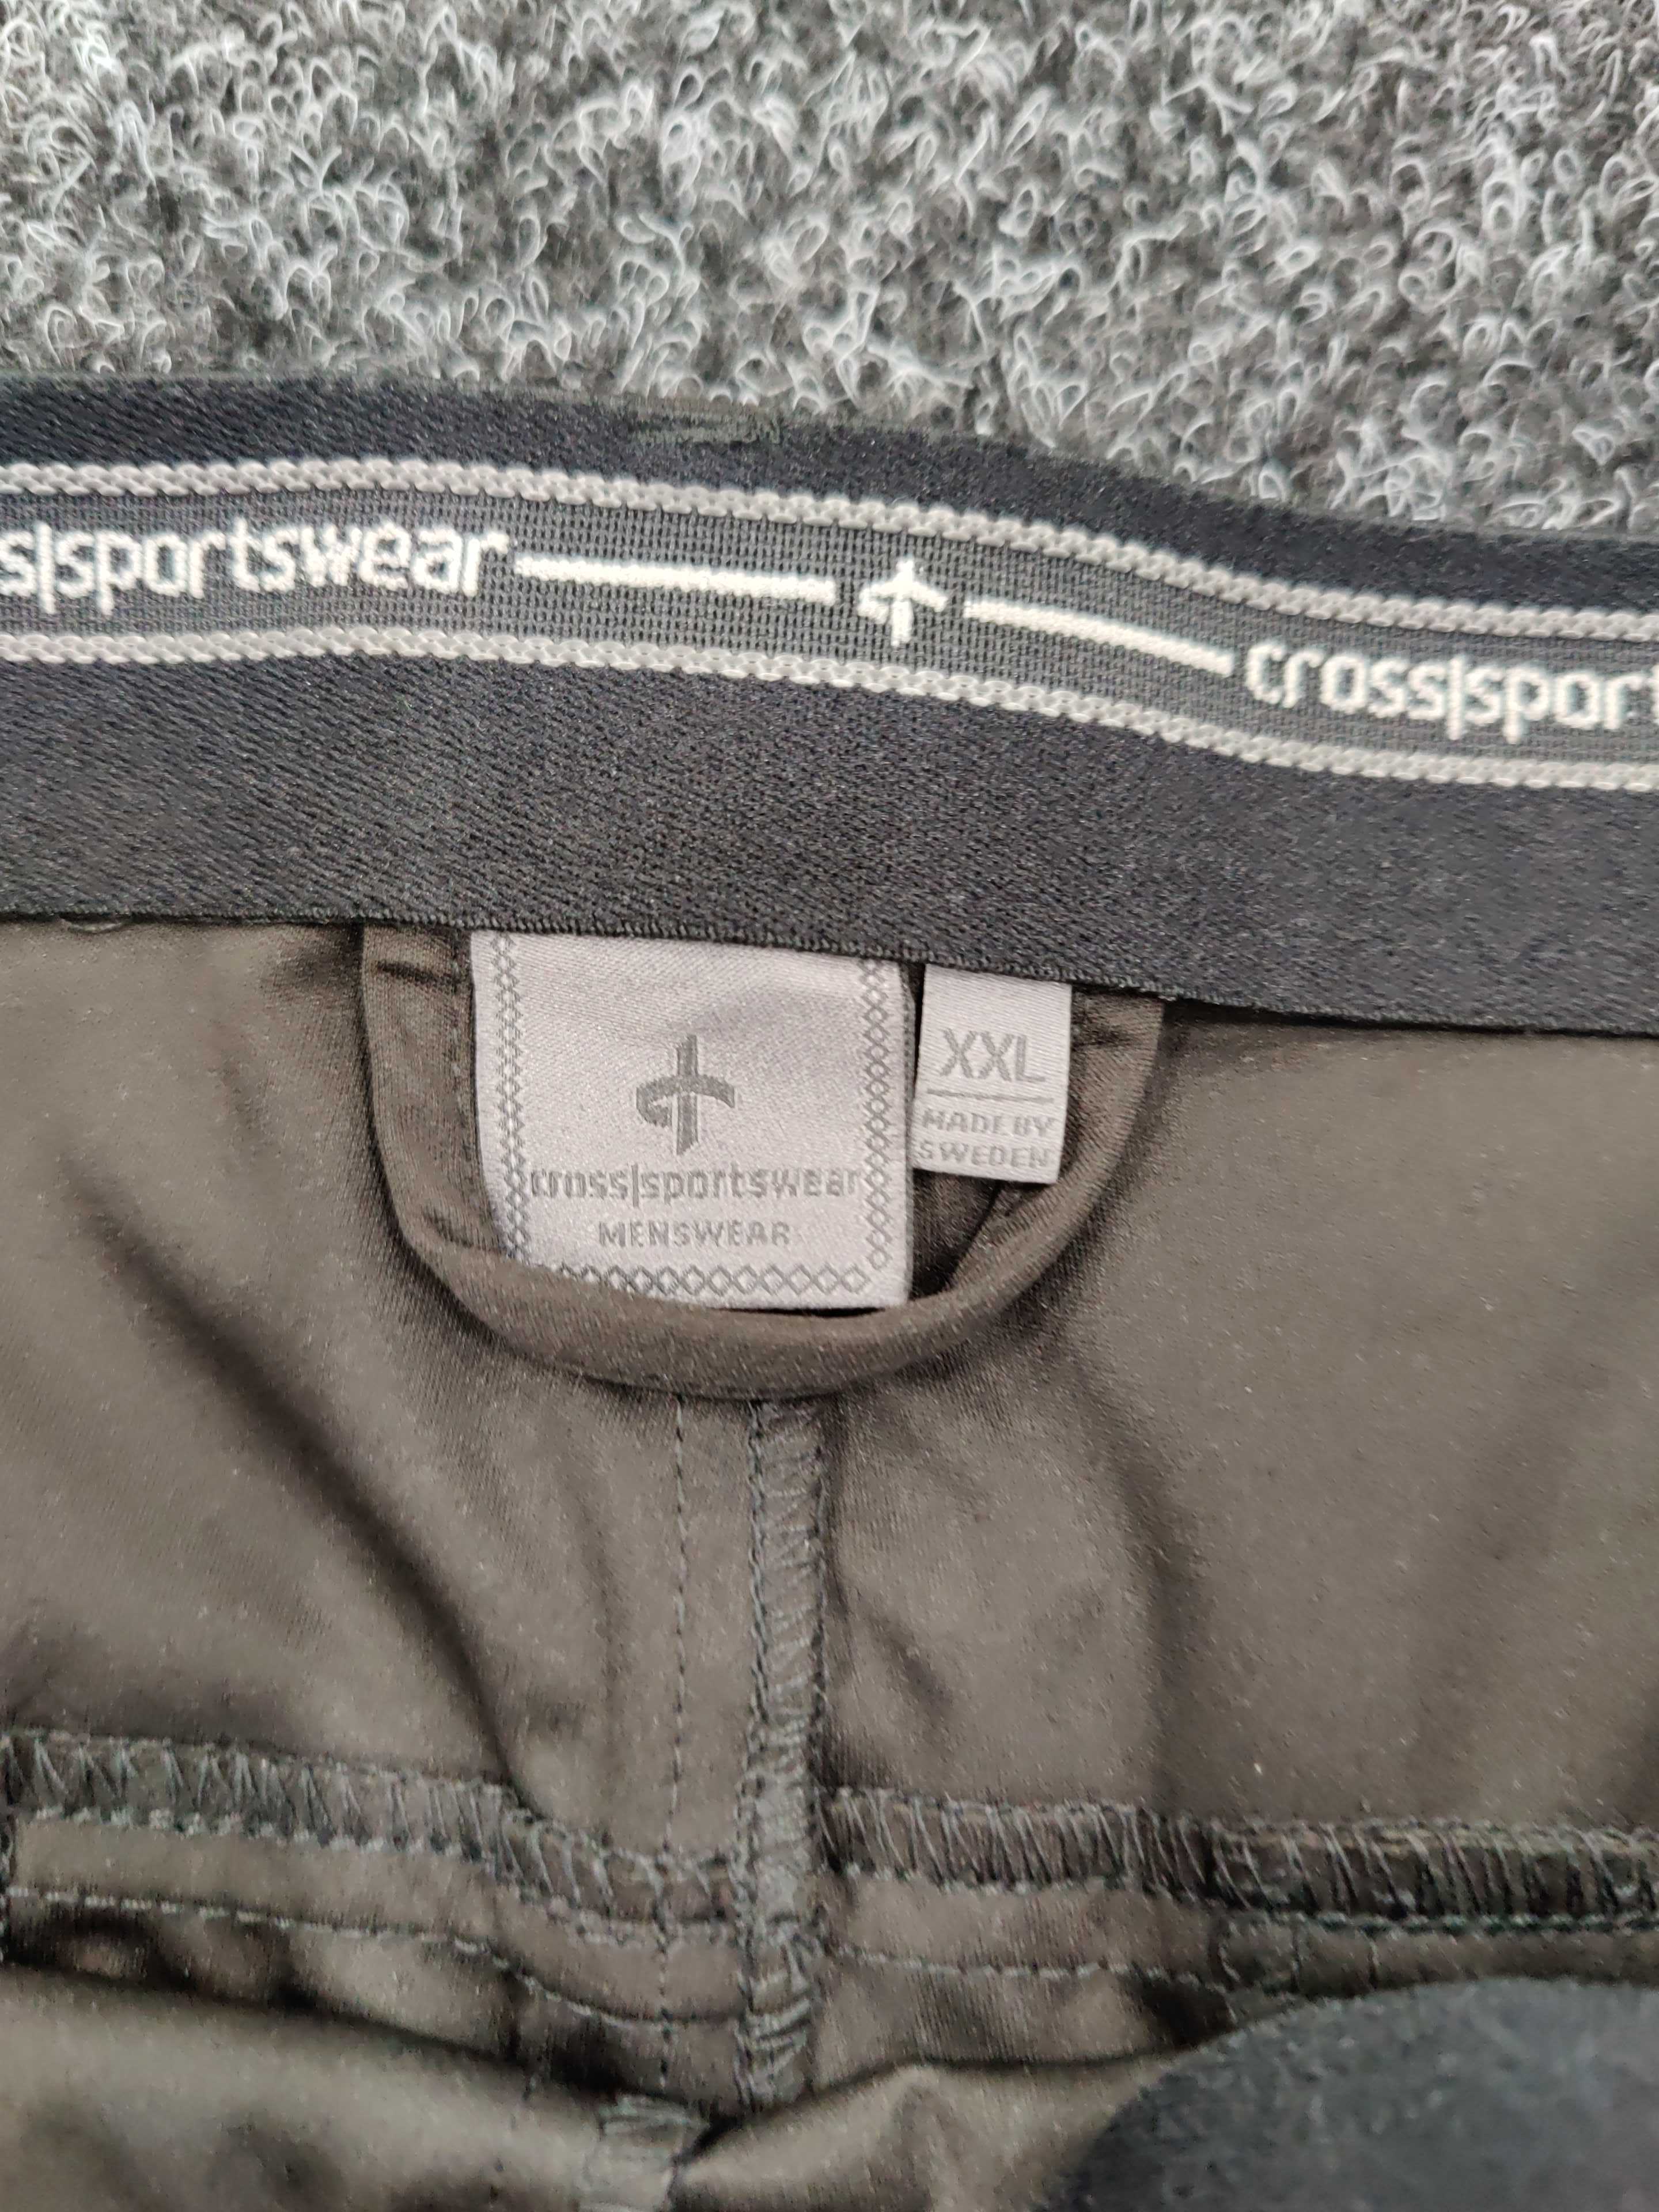 s|sportswear
cross|sport
cross|sportswear
MENSWEAR
XXL
MADE BY
SWEDEN